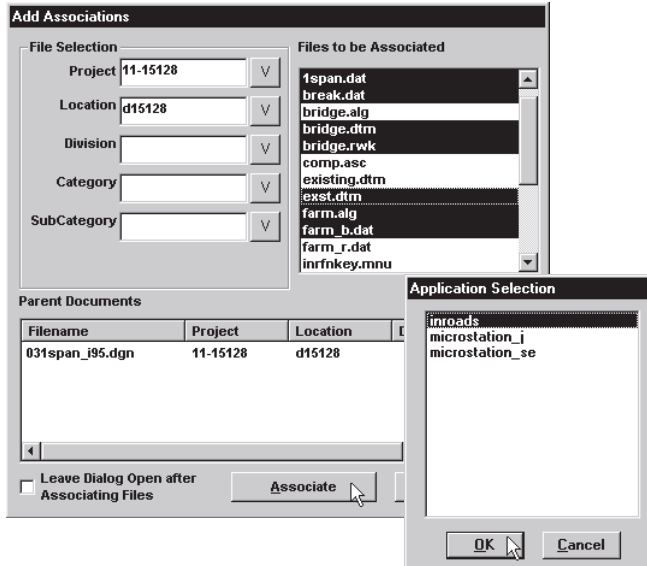 Add Associations
File Selection
Project 11-15128 V
Location d15128 V
Division V
Category V
SubCategory V
Files to be Associated
1span.dat
break.dat
bridge.alg
bridge.dtm
bridge.rwk
comp.asc
existing.dtm
exst.dtm
farm.alg
farm_b.dat
farm_r.dat
inrfnkey.mnu
Parent Documents
Filename Project Location
031span_i95.dgn 11-15128 d15128
Leave Dialog Open after
Associating Files
Associate
Application Selection
inroads
microstation_j
microstation_se
OK Cancel